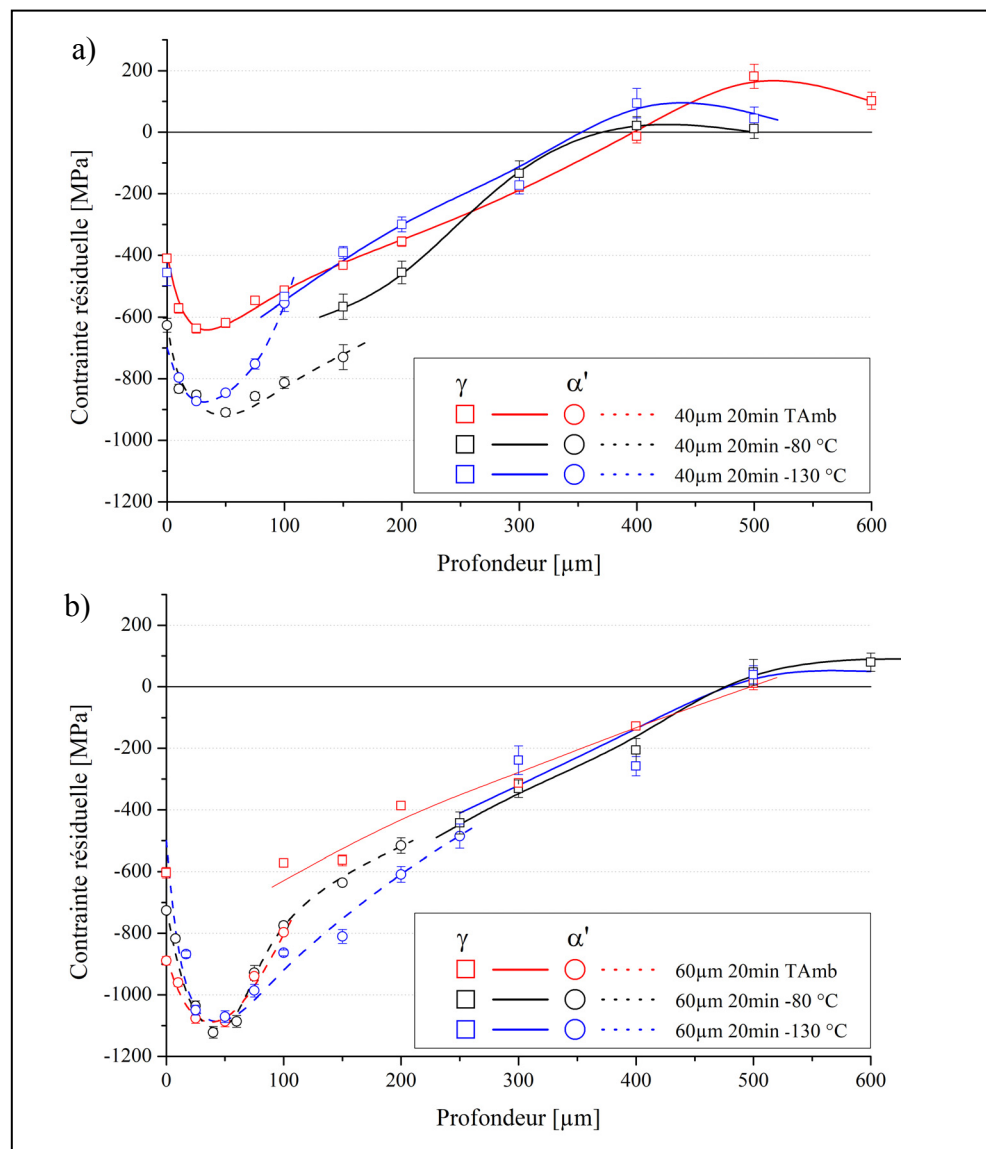 a)
Contrainte résiduelle [MPa]
200
0
-200
-400
-600
-800
-1000
-1200
γ α'
40µm 20min TAmb
40µm 20min -80 °C
40µm 20min -130 °C
0 100 200 300 400 500 600
Profondeur [µm]
b)
Contrainte résiduelle [MPa]
200
0
-200
-400
-600
-800
-1000
-1200
γ α'
60µm 20min TAmb
60µm 20min -80 °C
60µm 20min -130 °C
0 100 200 300 400 500 600
Profondeur [µm]